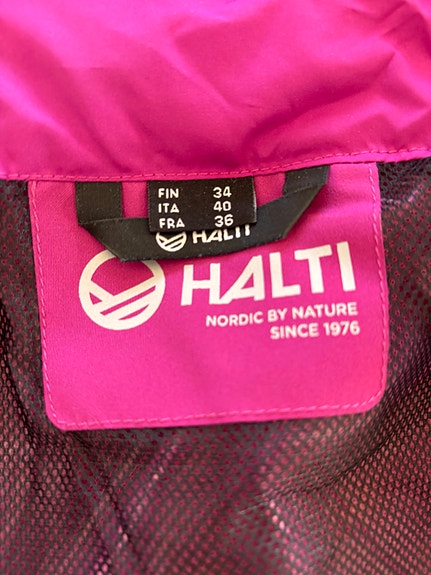 FIN 34
ITA 40
FRA 36
HALTI
HALTI
NORDIC BY NATURE
SINCE 1976